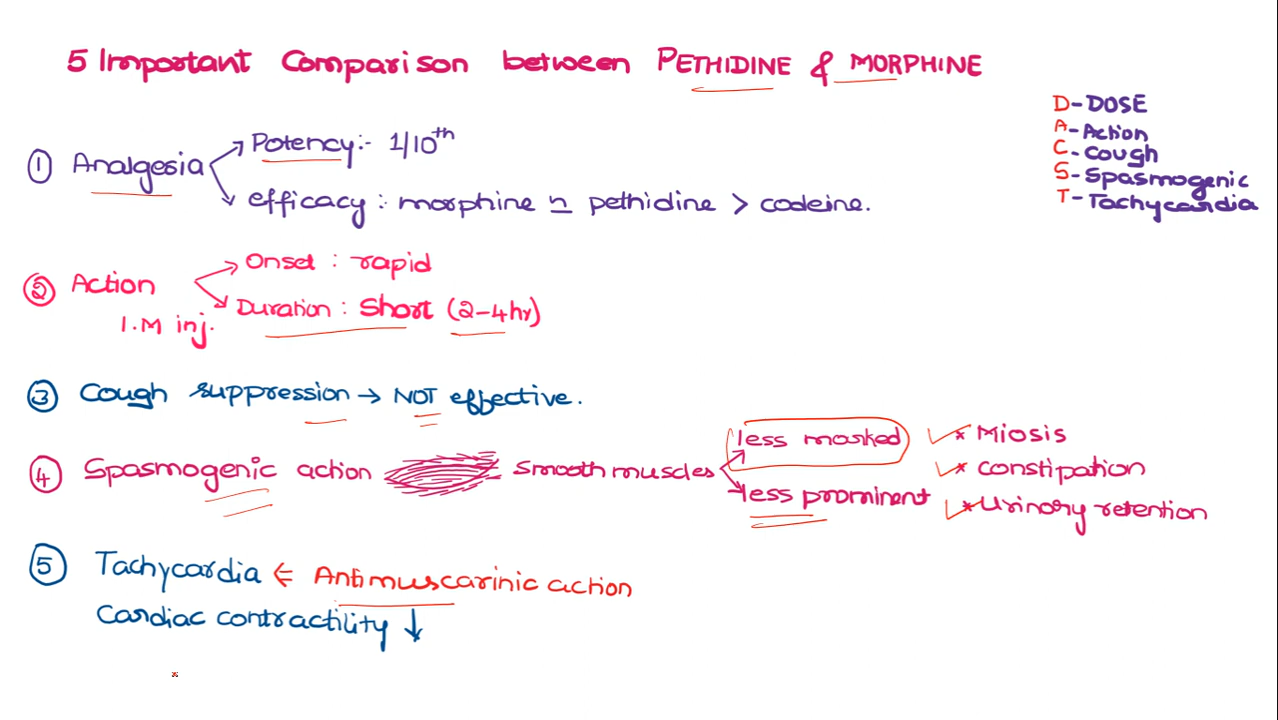 5 Important Comparison between PETHIDINE & MORPHINE
D - DOSE
A - Action
C - Cough
S - Spasmogenic
T - Tachycardia
① Analgesia
Potency :- 1/10th
efficacy : morphine ≃ pethidine > codeine.
② Action
I.M inj.
Onset : rapid
Duration : Short (2-4hr)
③ Cough suppression → NOT effective.
④ Spasmogenic action smooth muscles
less marked
less prominent
* Miosis
* constipation
* Urinary retention
⑤ Tachycardia ⇐ Antimuscarinic action
Cardiac contractility ↓